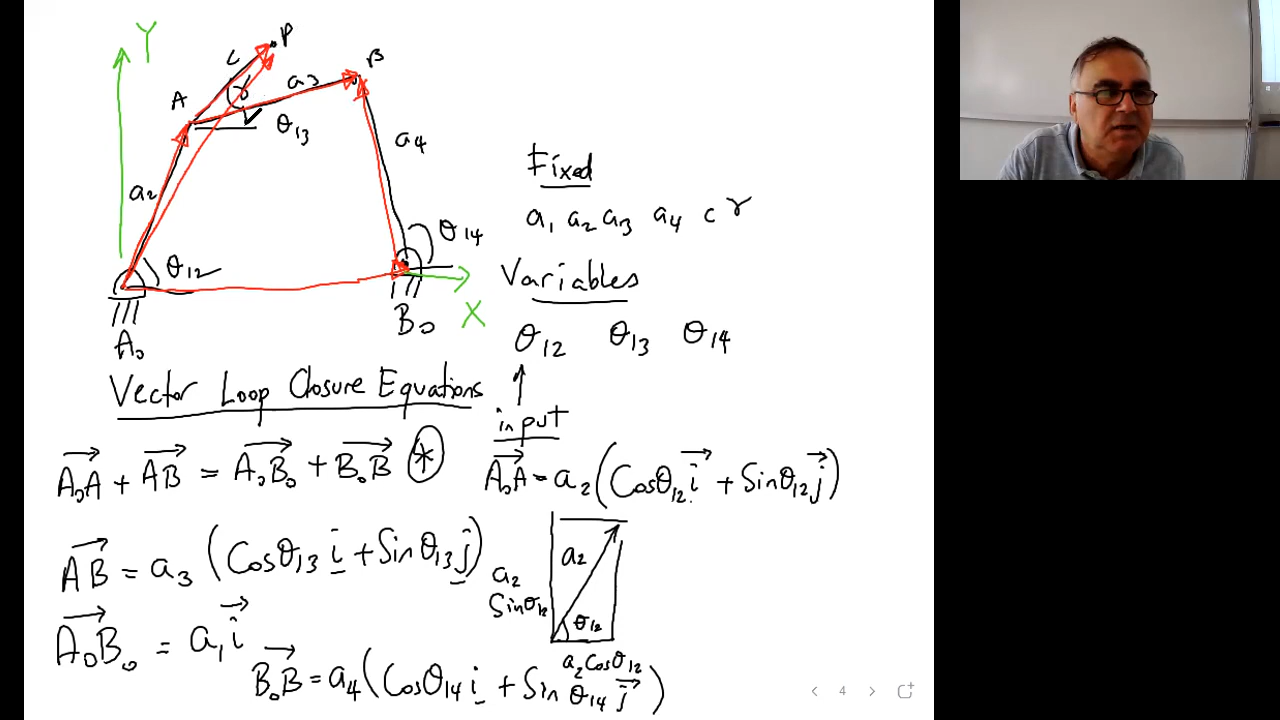 Y
P
C
B
A
γ
a3
θ13
a4
a2
θ14
θ12
X
A0
B0
Fixed
a1 a2 a3 a4 c γ
Variables
θ12 θ13 θ14
input
Vector Loop Closure Equations
A0A + AB = A0B0 + B0B *
A0A = a2(Cosθ12 i + Sinθ12 j)
AB = a3 (Cosθ13 i + Sinθ13 j)
a2
a2
Sinθ12
θ12
a2Cosθ12
A0B0 = a1 i
B0B = a4(Cosθ14 i + Sin θ14 j)
< 4 >